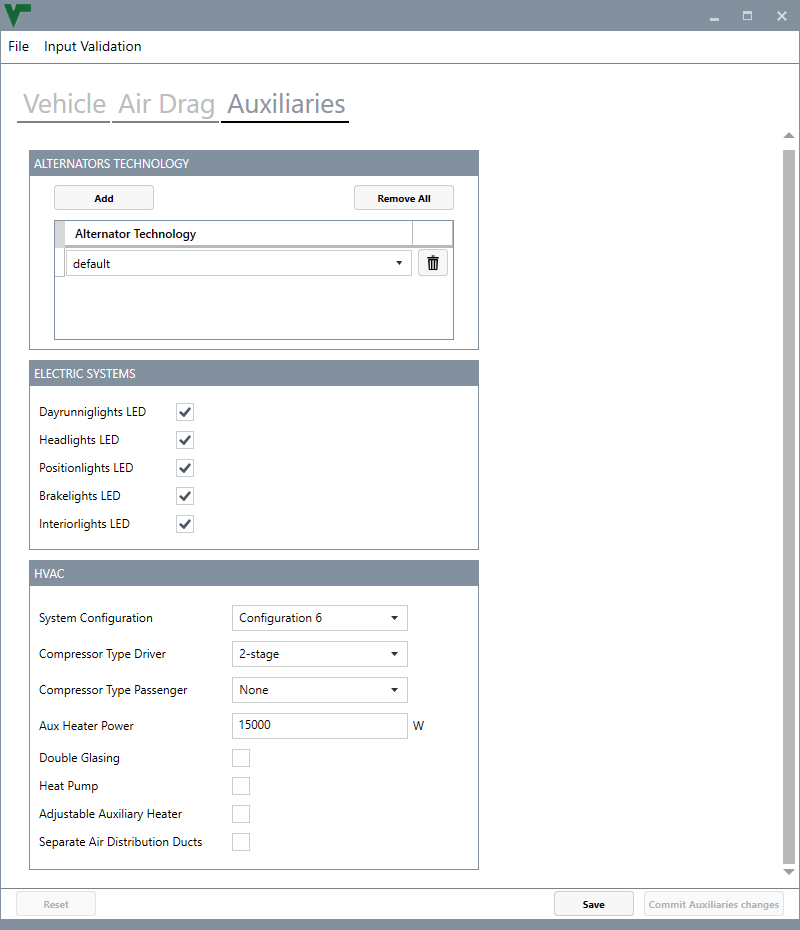 File Input Validation
Vehicle Air Drag Auxiliaries
ALTERNATORS TECHNOLOGY
Add Remove All
Alternator Technology
default
ELECTRIC SYSTEMS
Dayrunniglights LED
Headlights LED
Positionlights LED
Brakelights LED
Interiorlights LED
HVAC
System Configuration Configuration 6
Compressor Type Driver 2-stage
Compressor Type Passenger None
Aux Heater Power 15000 W
Double Glasing
Heat Pump
Adjustable Auxiliary Heater
Separate Air Distribution Ducts
Reset Save Commit Auxiliaries changes